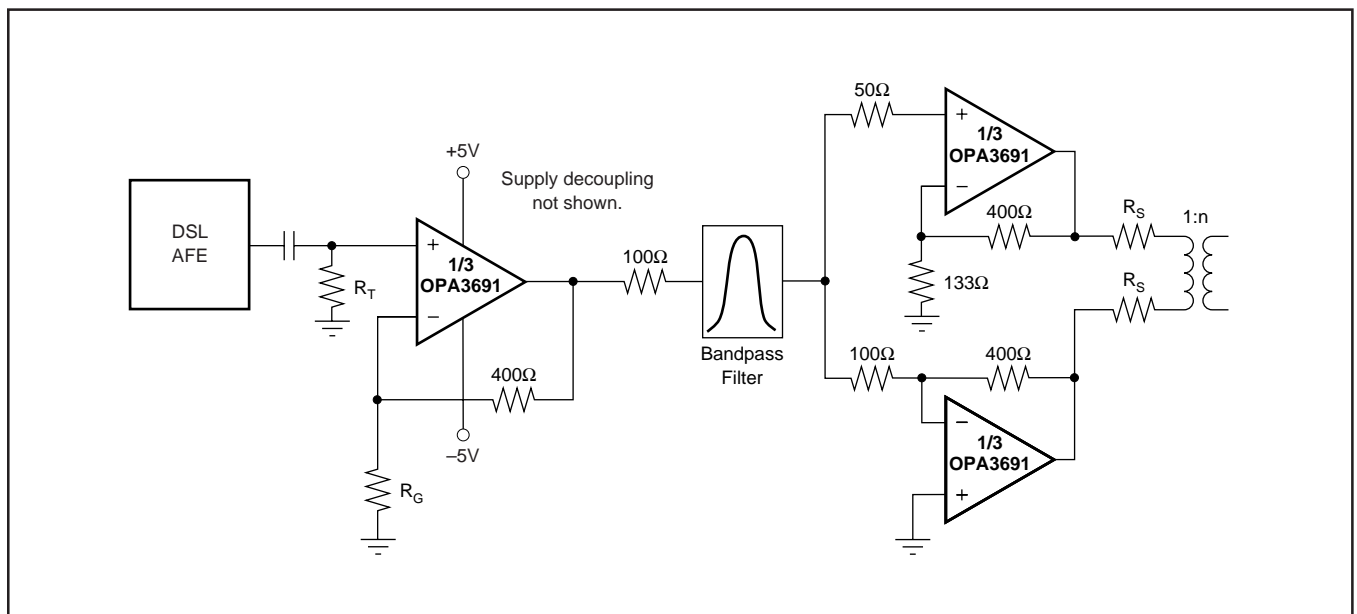 DSL
AFE
R_T
+5V
Supply decoupling
not shown.
+
1/3
OPA3691
–
400Ω
–5V
R_G
100Ω
Bandpass
Filter
50Ω
+
1/3
OPA3691
–
400Ω
133Ω
R_S
1:n
R_S
100Ω
400Ω
–
1/3
OPA3691
+